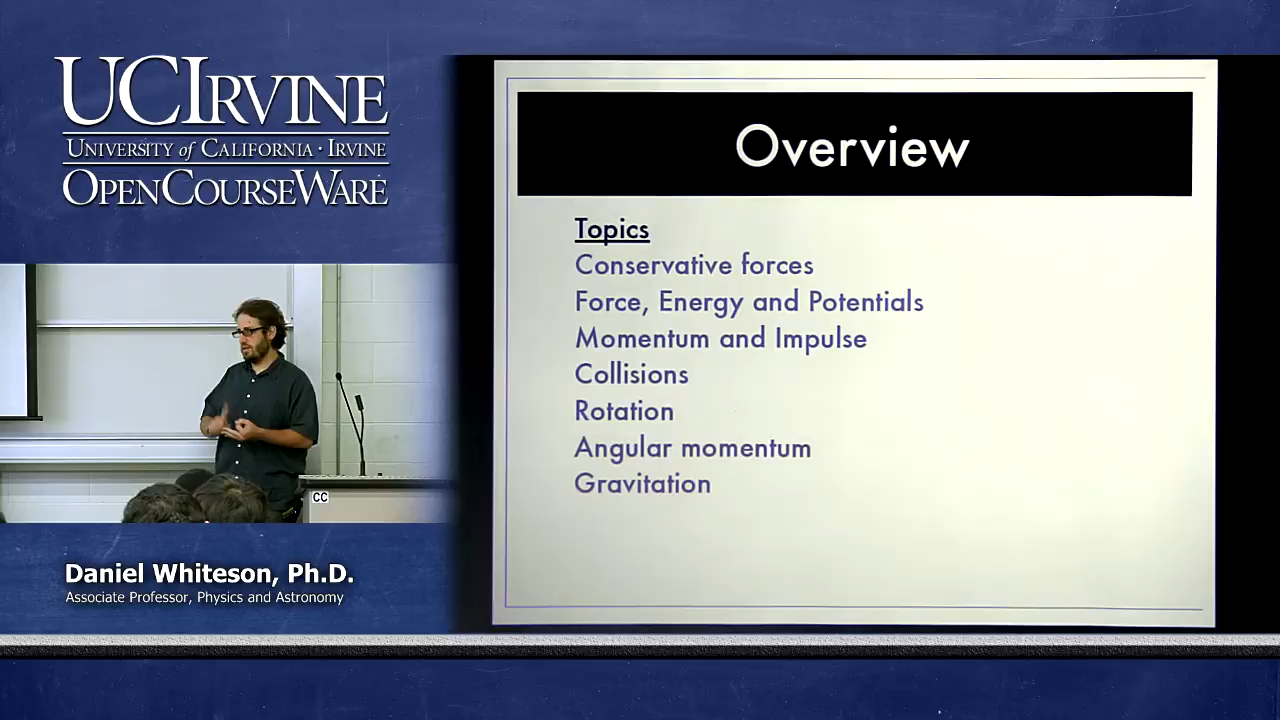 UCIRVINE
UNIVERSITY of CALIFORNIA · IRVINE
OPENCOURSEWARE
Overview
Topics
Conservative forces
Force, Energy and Potentials
Momentum and Impulse
Collisions
Rotation
Angular momentum
Gravitation
CC
Daniel Whiteson, Ph.D.
Associate Professor, Physics and Astronomy